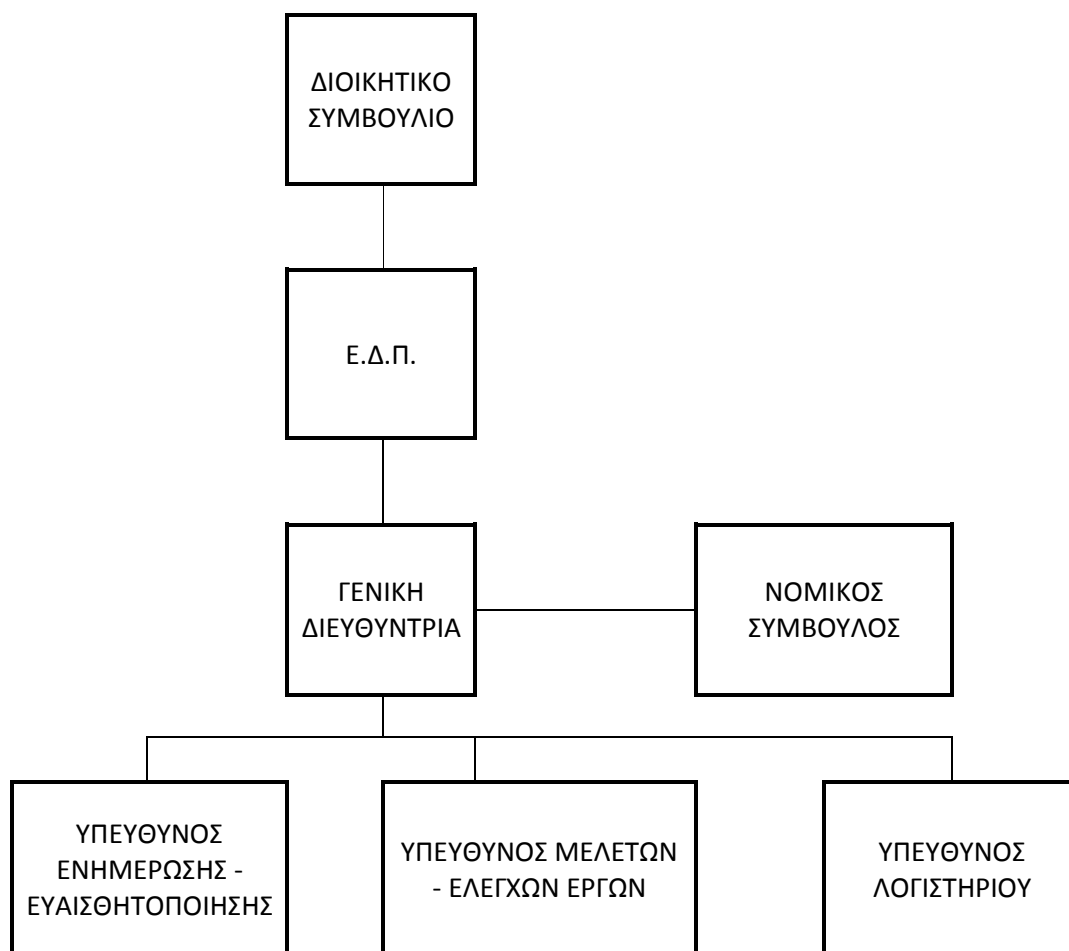 ΔΙΟΙΚΗΤΙΚΟ
ΣΥΜΒΟΥΛΙΟ
Ε.Δ.Π.
ΓΕΝΙΚΗ
ΔΙΕΥΘΥΝΤΡΙΑ
ΝΟΜΙΚΟΣ
ΣΥΜΒΟΥΛΟΣ
ΥΠΕΥΘΥΝΟΣ
ΕΝΗΜΕΡΩΣΗΣ -
ΕΥΑΙΣΘΗΤΟΠΟΙΗΣΗΣ
ΥΠΕΥΘΥΝΟΣ ΜΕΛΕΤΩΝ
- ΕΛΕΓΧΩΝ ΕΡΓΩΝ
ΥΠΕΥΘΥΝΟΣ
ΛΟΓΙΣΤΗΡΙΟΥ